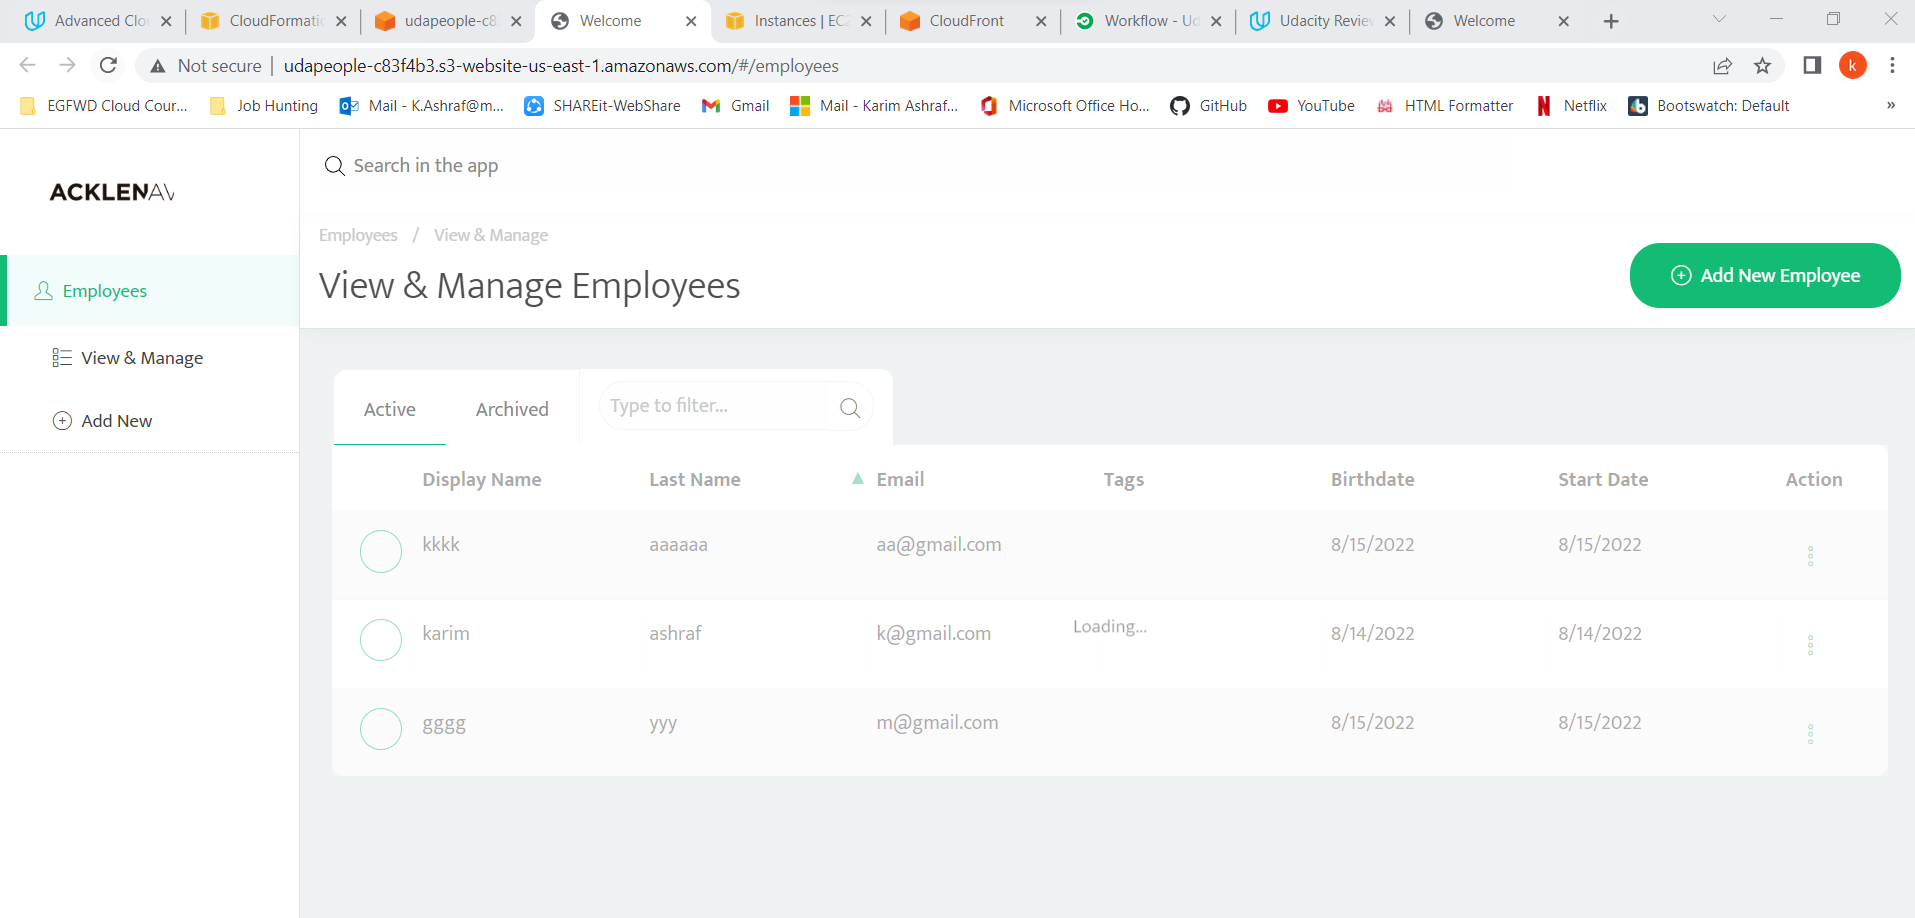 Advanced Clo
CloudFormati
udapeople-c8
Welcome
Instances | EC2
CloudFront
Workflow - Ud
Udacity Revie
Welcome
Not secure
udapeople-c83f4b3.s3-website-us-east-1.amazonaws.com/#/employees
k
EGFWD Cloud Cour...
Job Hunting
Mail - K.Ashraf@m...
SHAREit-WebShare
Gmail
Mail - Karim Ashraf...
Microsoft Office Ho...
GitHub
YouTube
HTML Formatter
Netflix
Bootswatch: Default
»
ACKLENAV
Search in the app
Employees / View & Manage
View & Manage Employees
Add New Employee
Employees
View & Manage
Add New
Active
Archived
Type to filter...
Display Name Last Name Email Tags Birthdate Start Date Action
kkkk aaaaaa aa@gmail.com 8/15/2022 8/15/2022
karim ashraf k@gmail.com 8/14/2022 8/14/2022
Loading...
gggg yyy m@gmail.com 8/15/2022 8/15/2022